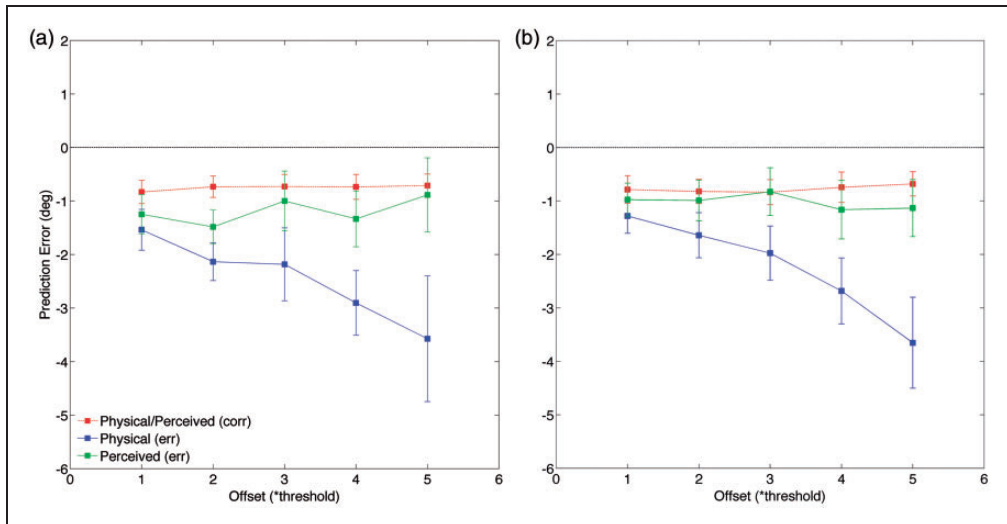 (a)
2
1
0
-1
-2
-3
-4
-5
-6
Prediction Error (deg)
Physical/Perceived (corr)
Physical (err)
Perceived (err)
0 1 2 3 4 5 6
Offset (*threshold)
(b)
2
1
0
-1
-2
-3
-4
-5
-6
0 1 2 3 4 5 6
Offset (*threshold)